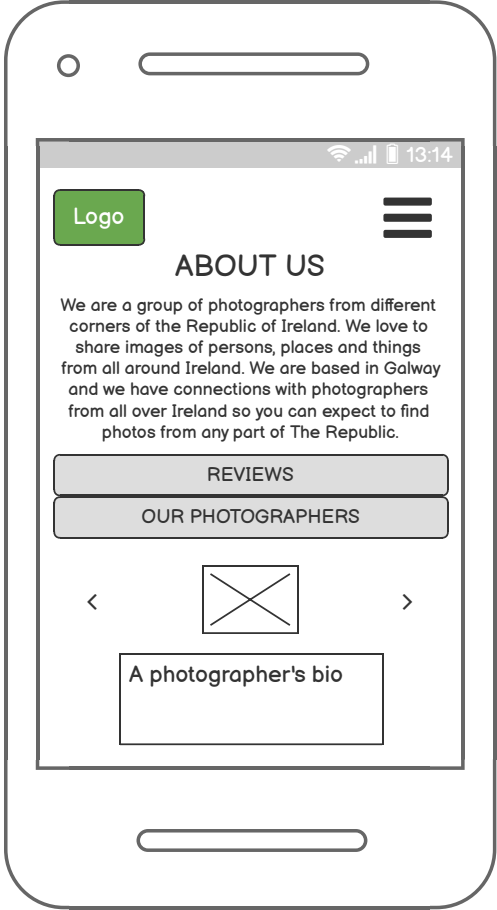 13:14
Logo
ABOUT US
We are a group of photographers from different
corners of the Republic of Ireland. We love to
share images of persons, places and things
from all around Ireland. We are based in Galway
and we have connections with photographers
from all over Ireland so you can expect to find
photos from any part of The Republic.
REVIEWS
OUR PHOTOGRAPHERS
A photographer's bio